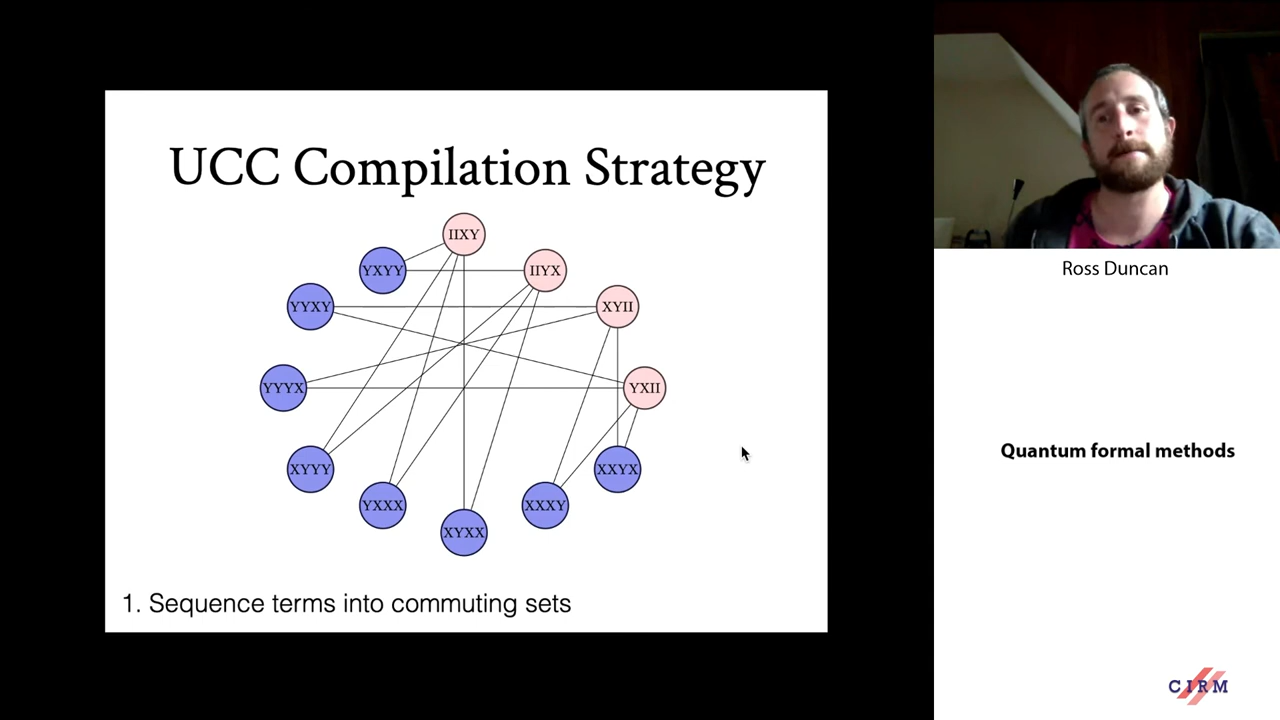 UCC Compilation Strategy
IIXY
YXYY
IIYX
YYXY
XYII
YYYX
YXII
XYYY
XXYX
YXXX
XXXY
XYXX
1. Sequence terms into commuting sets
Ross Duncan
Quantum formal methods
CIRM